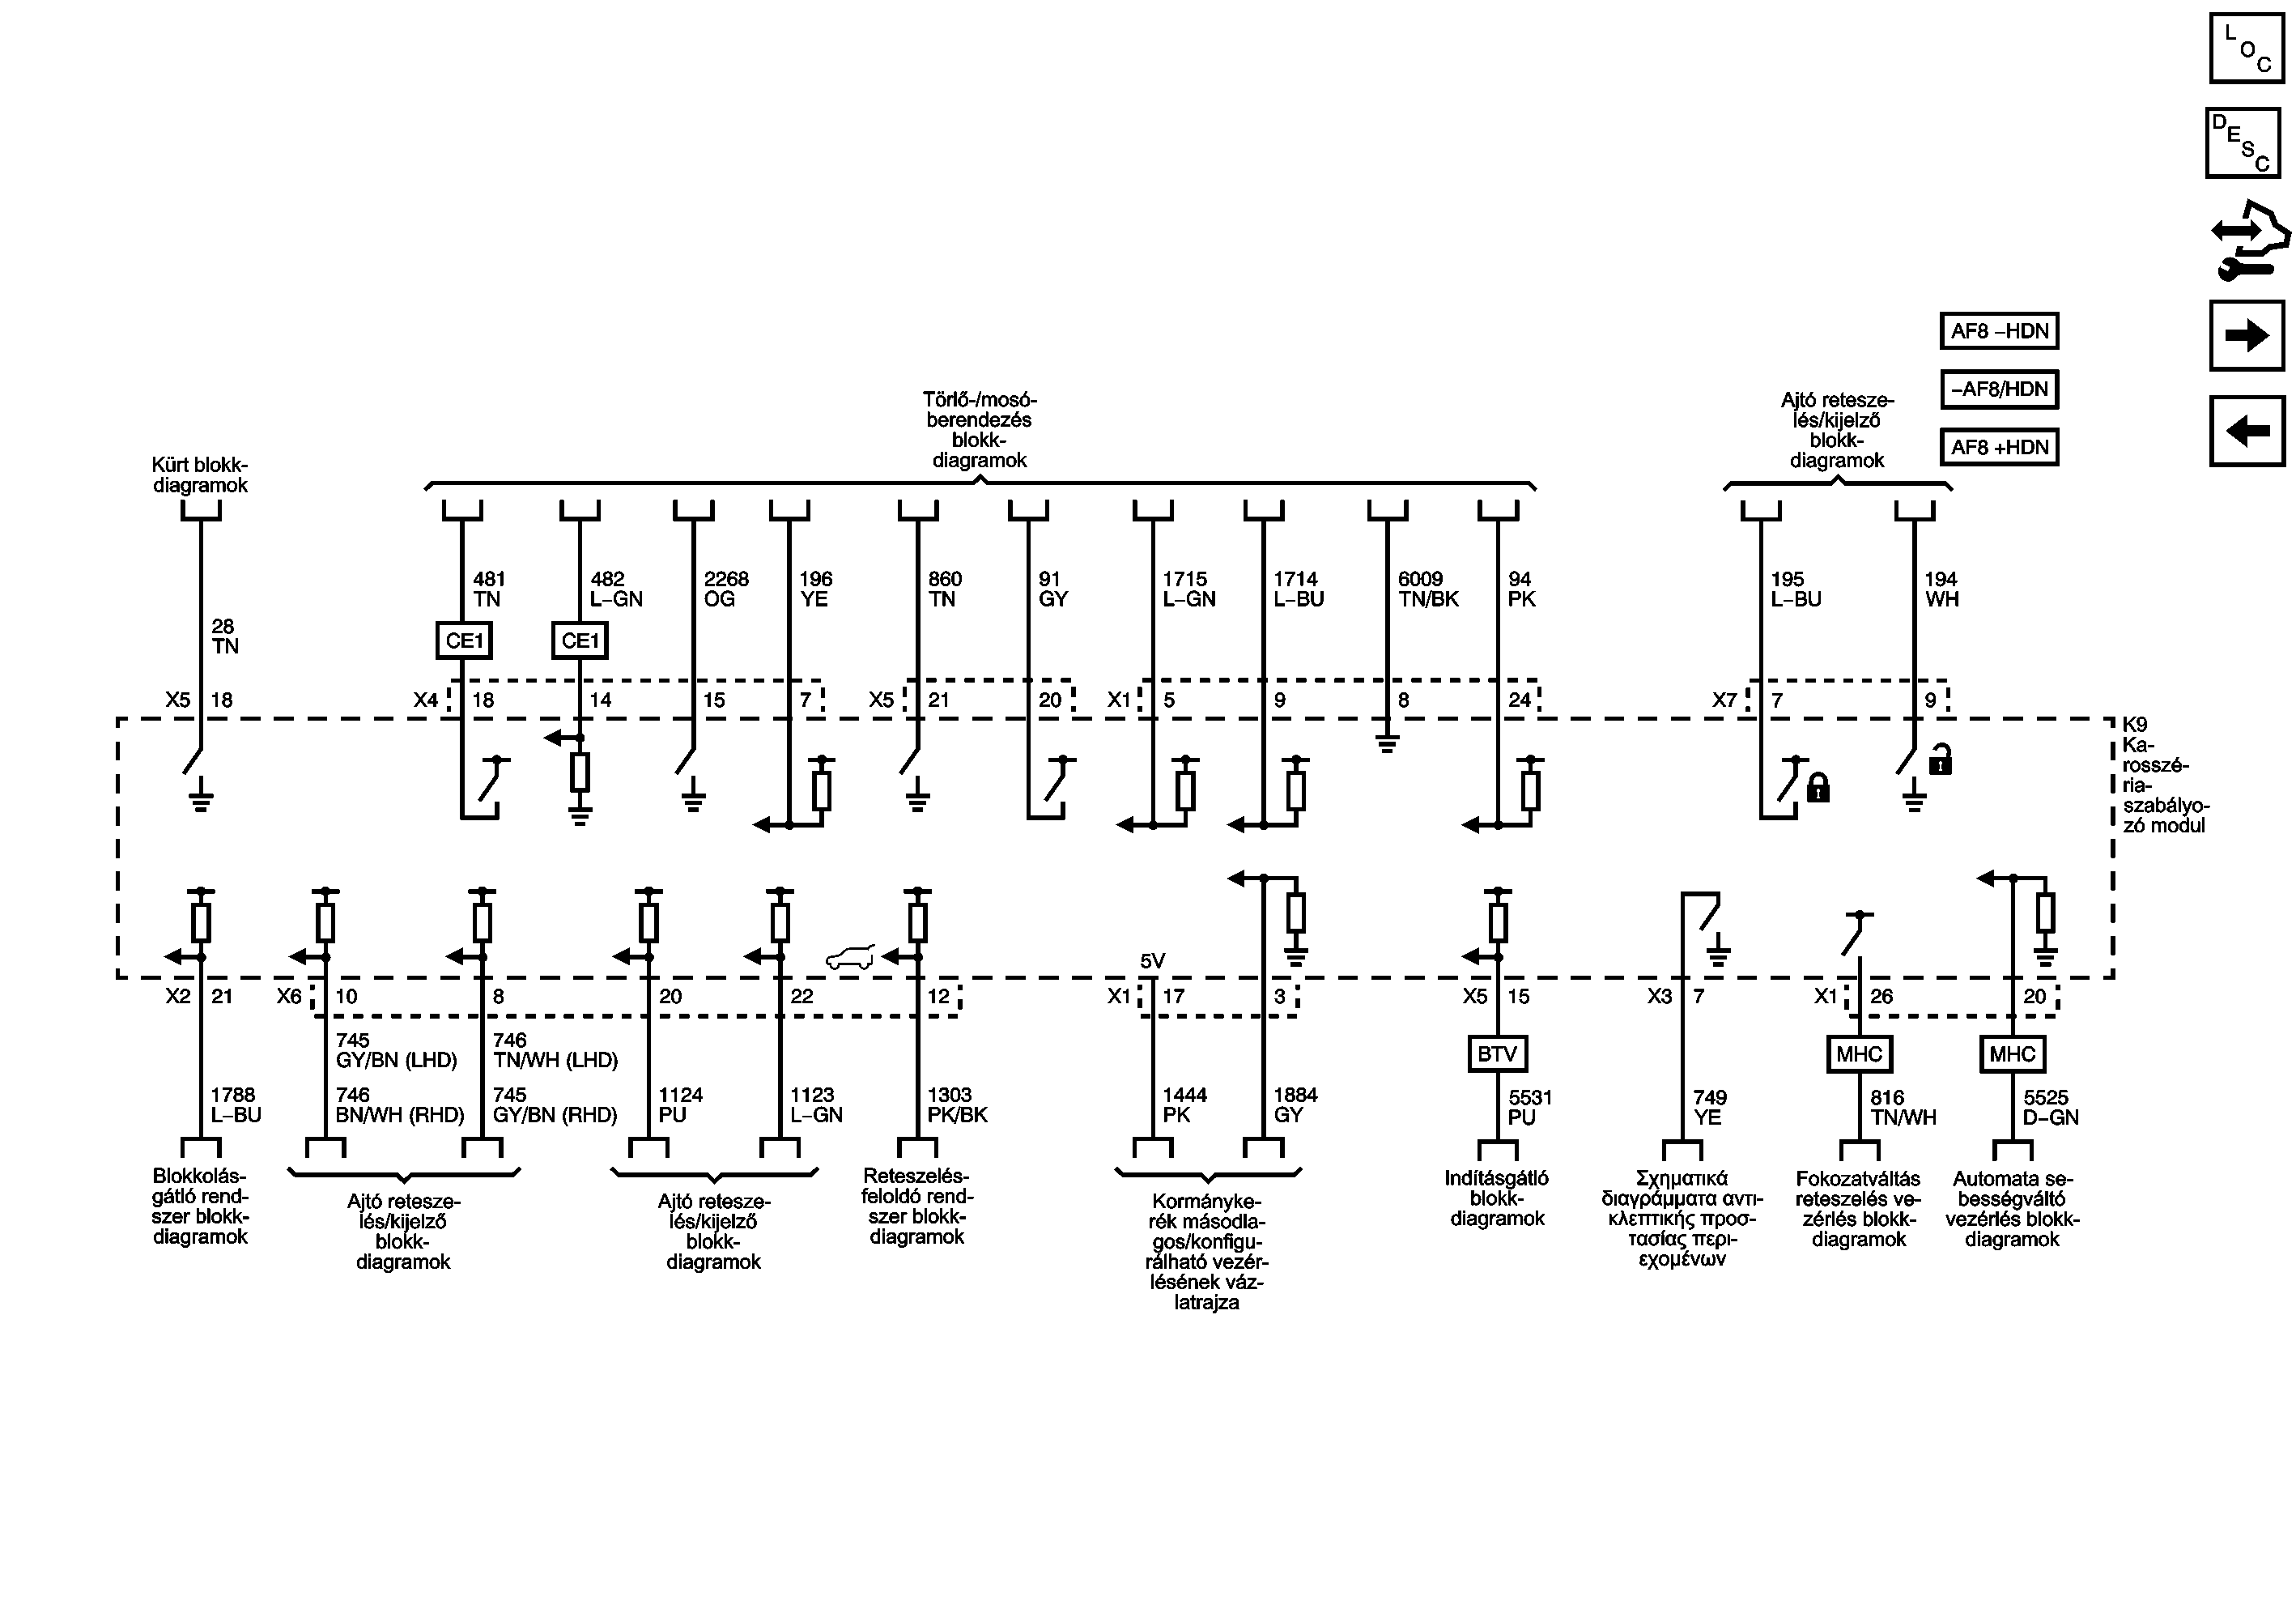 L
O
C
D
E
S
C
AF8 –HDN
–AF8/HDN
AF8 +HDN
Kürt blokk-
diagramok
Törlő-/mosó-
berendezés
blokk-
diagramok
Ajtó retesze-
lés/kijelző
blokk-
diagramok
28
TN
481
TN
482
L–GN
2268
OG
196
YE
860
TN
91
GY
1715
L–GN
1714
L–BU
6009
TN/BK
94
PK
195
L–BU
194
WH
CE1
CE1
X5 18
X4 18 14 15 7
X5 21 20
X1 5 9 8 24
X7 7 9
K9
Ka-
rosszé-
ria-
szabályo-
zó modul
5V
X2 21
X6 10 8 20 22 12
X1 17 3
X5 15
X3 7
X1 26 20
745
GY/BN (LHD)
746
TN/WH (LHD)
BTV
MHC
MHC
1788
L–BU
746
BN/WH (RHD)
745
GY/BN (RHD)
1124
PU
1123
L–GN
1303
PK/BK
1444
PK
1884
GY
5531
PU
749
YE
816
TN/WH
5525
D–GN
Blokkolás-
gátló rend-
szer blokk-
diagramok
Ajtó retesze-
lés/kijelző
blokk-
diagramok
Ajtó retesze-
lés/kijelző
blokk-
diagramok
Reteszelés-
feloldó rend-
szer blokk-
diagramok
Kormányke-
rék másodla-
gos/konfigu-
rálható vezér-
lésének váz-
latrajza
Indításgátló
blokk-
diagramok
Σχηματικά
διαγράμματα αντι-
κλεπτικής προσ-
τασίας περι-
εχομένων
Fokozatváltás
reteszelés ve-
zérlés blokk-
diagramok
Automata se-
bességváltó
vezérlés blokk-
diagramok